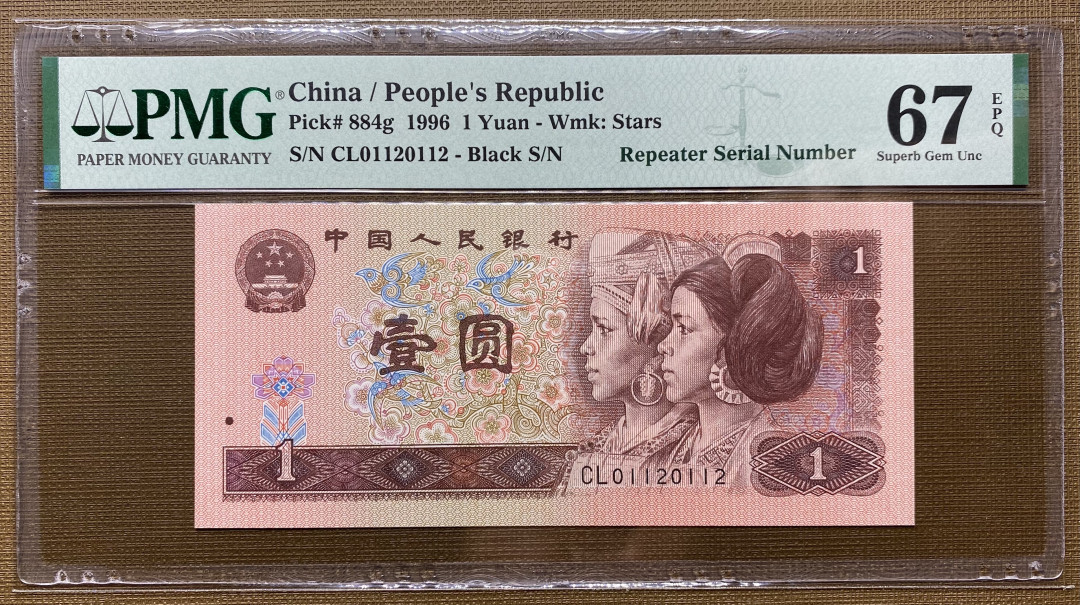 PMG®
PAPER MONEY GUARANTY
China / People's Republic
Pick# 884g 1996 1 Yuan - Wmk: Stars
S/N CL01120112 - Black S/N
Repeater Serial Number
67
EPQ
Superb Gem Unc
中国人民银行
1
壹圆
1
CL01120112
1